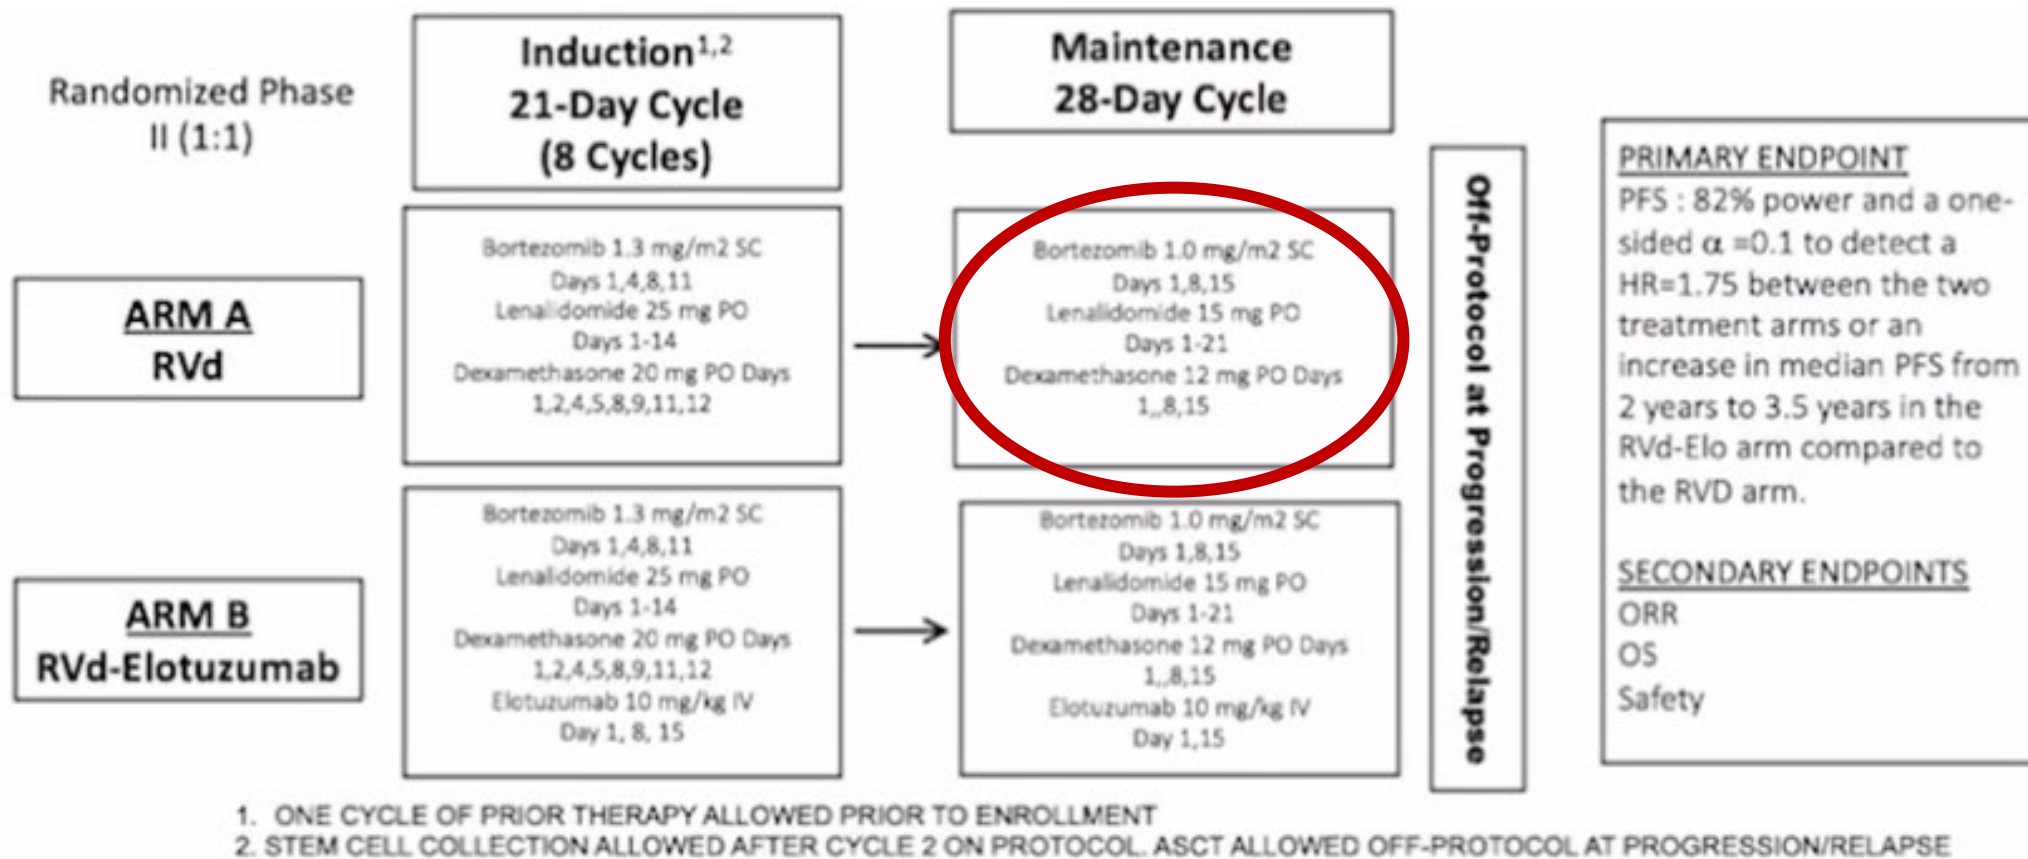 Randomized Phase
II (1:1)
Induction1,2
21-Day Cycle
(8 Cycles)
Maintenance
28-Day Cycle
ARM A
RVd
Bortezomib 1.3 mg/m2 SC
Days 1,4,8,11
Lenalidomide 25 mg PO
Days 1-14
Dexamethasone 20 mg PO Days
1,2,4,5,8,9,11,12
Bortezomib 1.0 mg/m2 SC
Days 1,8,15
Lenalidomide 15 mg PO
Days 1-21
Dexamethasone 12 mg PO Days
1,,8,15
ARM B
RVd-Elotuzumab
Bortezomib 1.3 mg/m2 SC
Days 1,4,8,11
Lenalidomide 25 mg PO
Days 1-14
Dexamethasone 20 mg PO Days
1,2,4,5,8,9,11,12
Elotuzumab 10 mg/kg IV
Day 1, 8, 15
Bortezomib 1.0 mg/m2 SC
Days 1,8,15
Lenalidomide 15 mg PO
Days 1-21
Dexamethasone 12 mg PO Days
1,,8,15
Elotuzumab 10 mg/kg IV
Day 1,15
Off-Protocol at Progression/Relapse
PRIMARY ENDPOINT
PFS : 82% power and a one-
sided α =0.1 to detect a
HR=1.75 between the two
treatment arms or an
increase in median PFS from
2 years to 3.5 years in the
RVd-Elo arm compared to
the RVD arm.
SECONDARY ENDPOINTS
ORR
OS
Safety
1. ONE CYCLE OF PRIOR THERAPY ALLOWED PRIOR TO ENROLLMENT
2. STEM CELL COLLECTION ALLOWED AFTER CYCLE 2 ON PROTOCOL. ASCT ALLOWED OFF-PROTOCOL AT PROGRESSION/RELAPSE